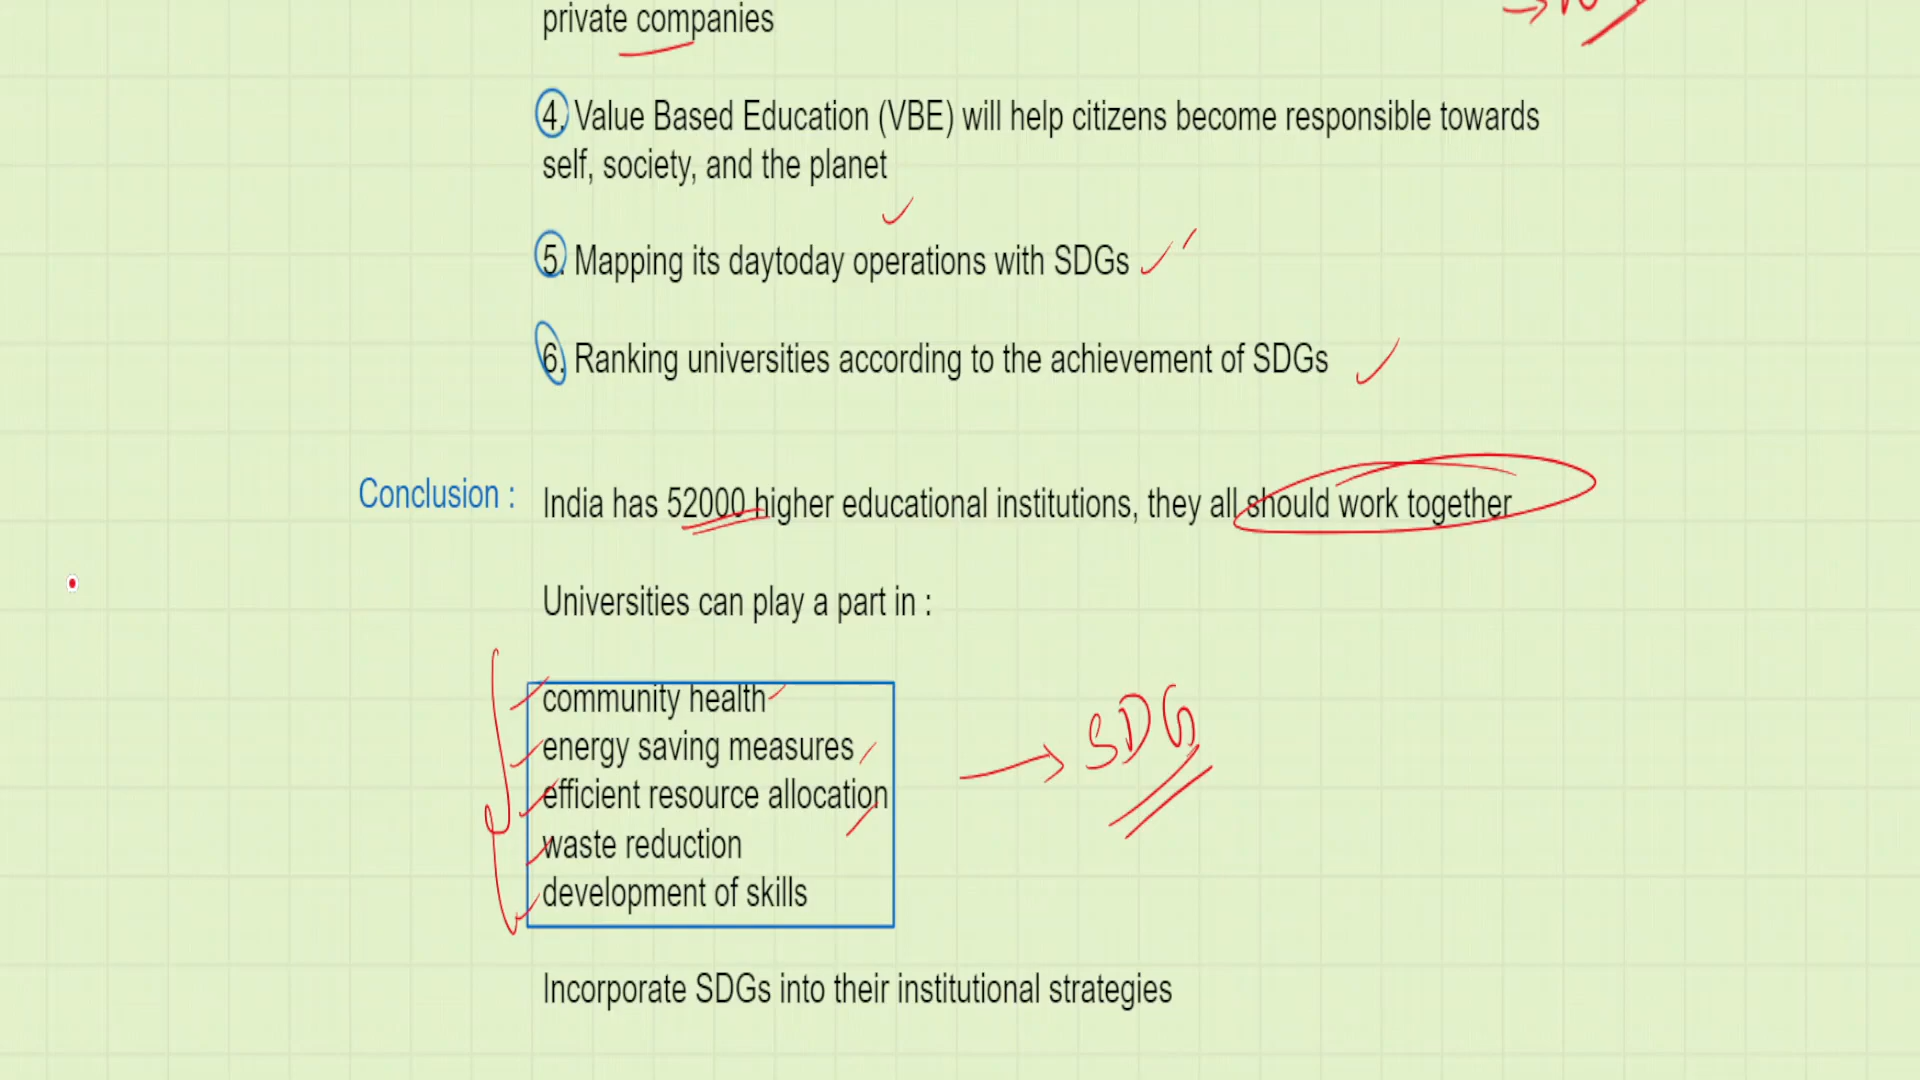 private companies
4. Value Based Education (VBE) will help citizens become responsible towards
self, society, and the planet
5. Mapping its daytoday operations with SDGs
6. Ranking universities according to the achievement of SDGs
Conclusion :
India has 52000 higher educational institutions, they all should work together
Universities can play a part in :
community health
energy saving measures
efficient resource allocation
waste reduction
development of skills
SDG
Incorporate SDGs into their institutional strategies